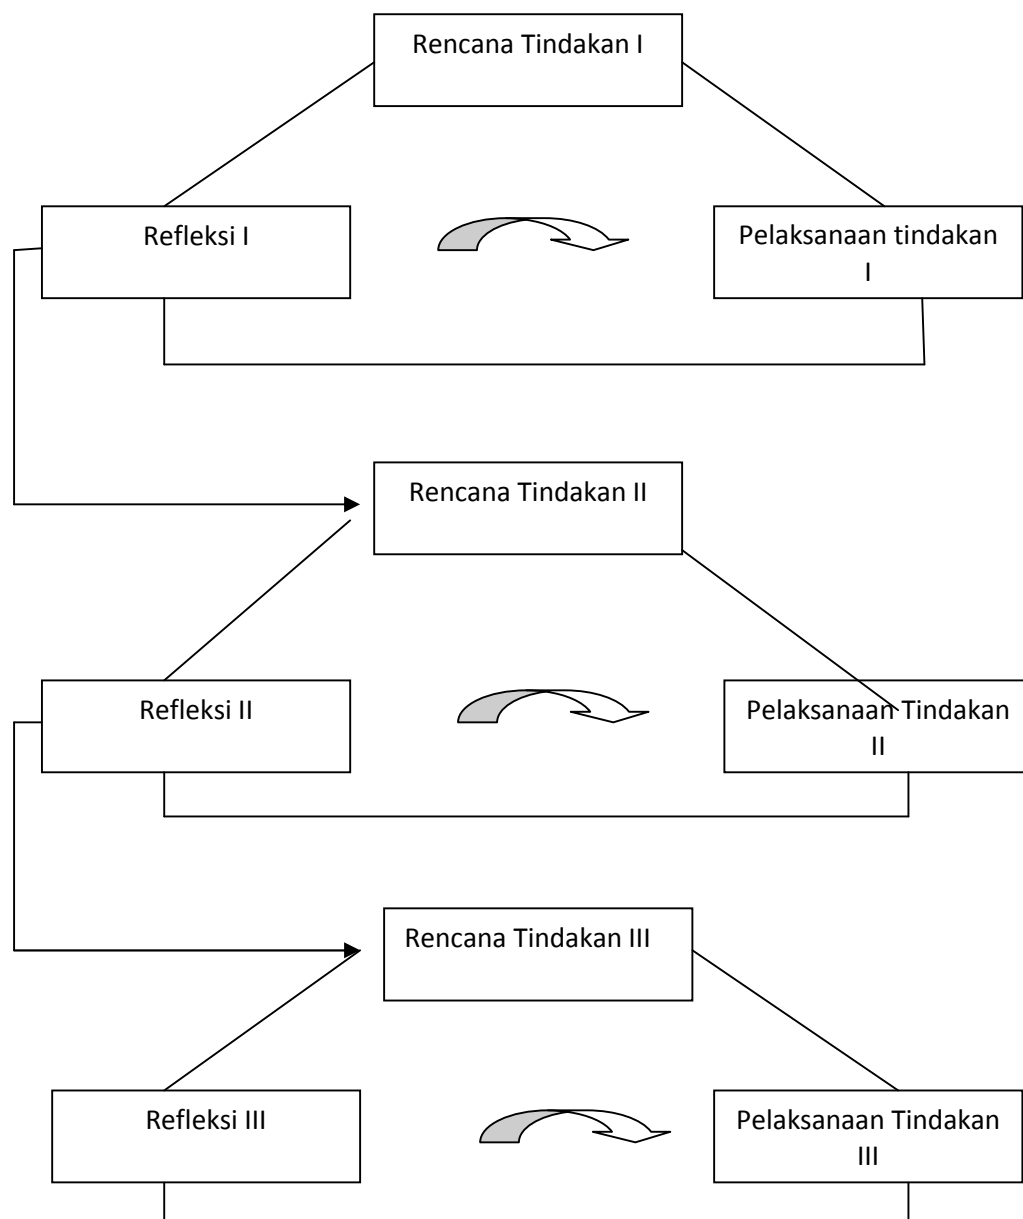 Rencana Tindakan I
Refleksi I
Pelaksanaan tindakan
I
Rencana Tindakan II
Refleksi II
Pelaksanaan Tindakan
II
Rencana Tindakan III
Refleksi III
Pelaksanaan Tindakan
III